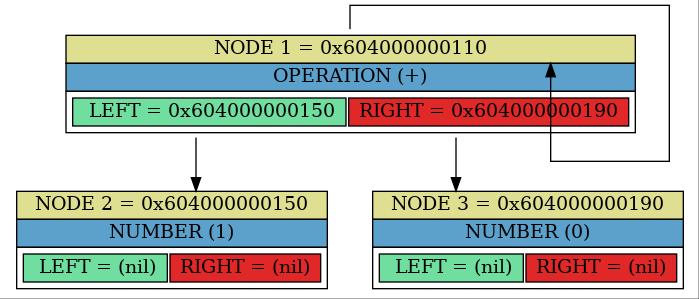 NODE 1 = 0x604000000110
OPERATION (+)
LEFT = 0x604000000150 RIGHT = 0x604000000190
NODE 2 = 0x604000000150 NODE 3 = 0x604000000190
NUMBER (1) NUMBER (0)
LEFT = (nil) RIGHT = (nil) LEFT = (nil) RIGHT = (nil)